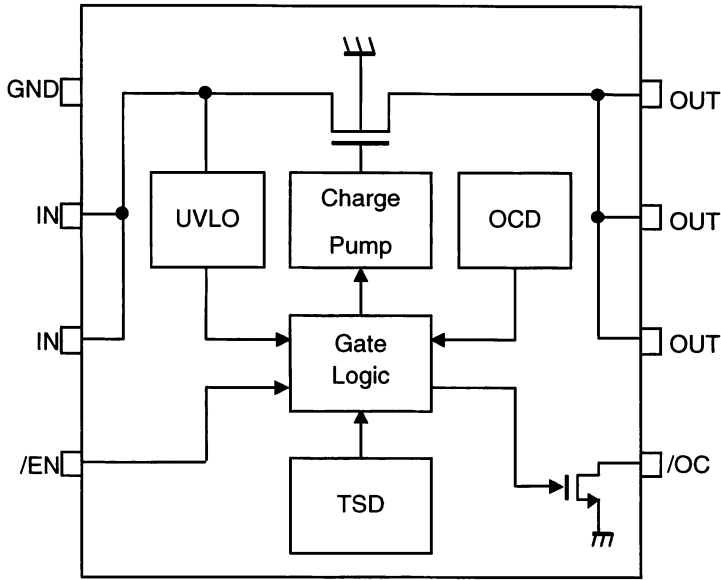 GND
OUT
IN
UVLO
Charge
Pump
OCD
OUT
IN
Gate
Logic
OUT
/EN
TSD
/OC